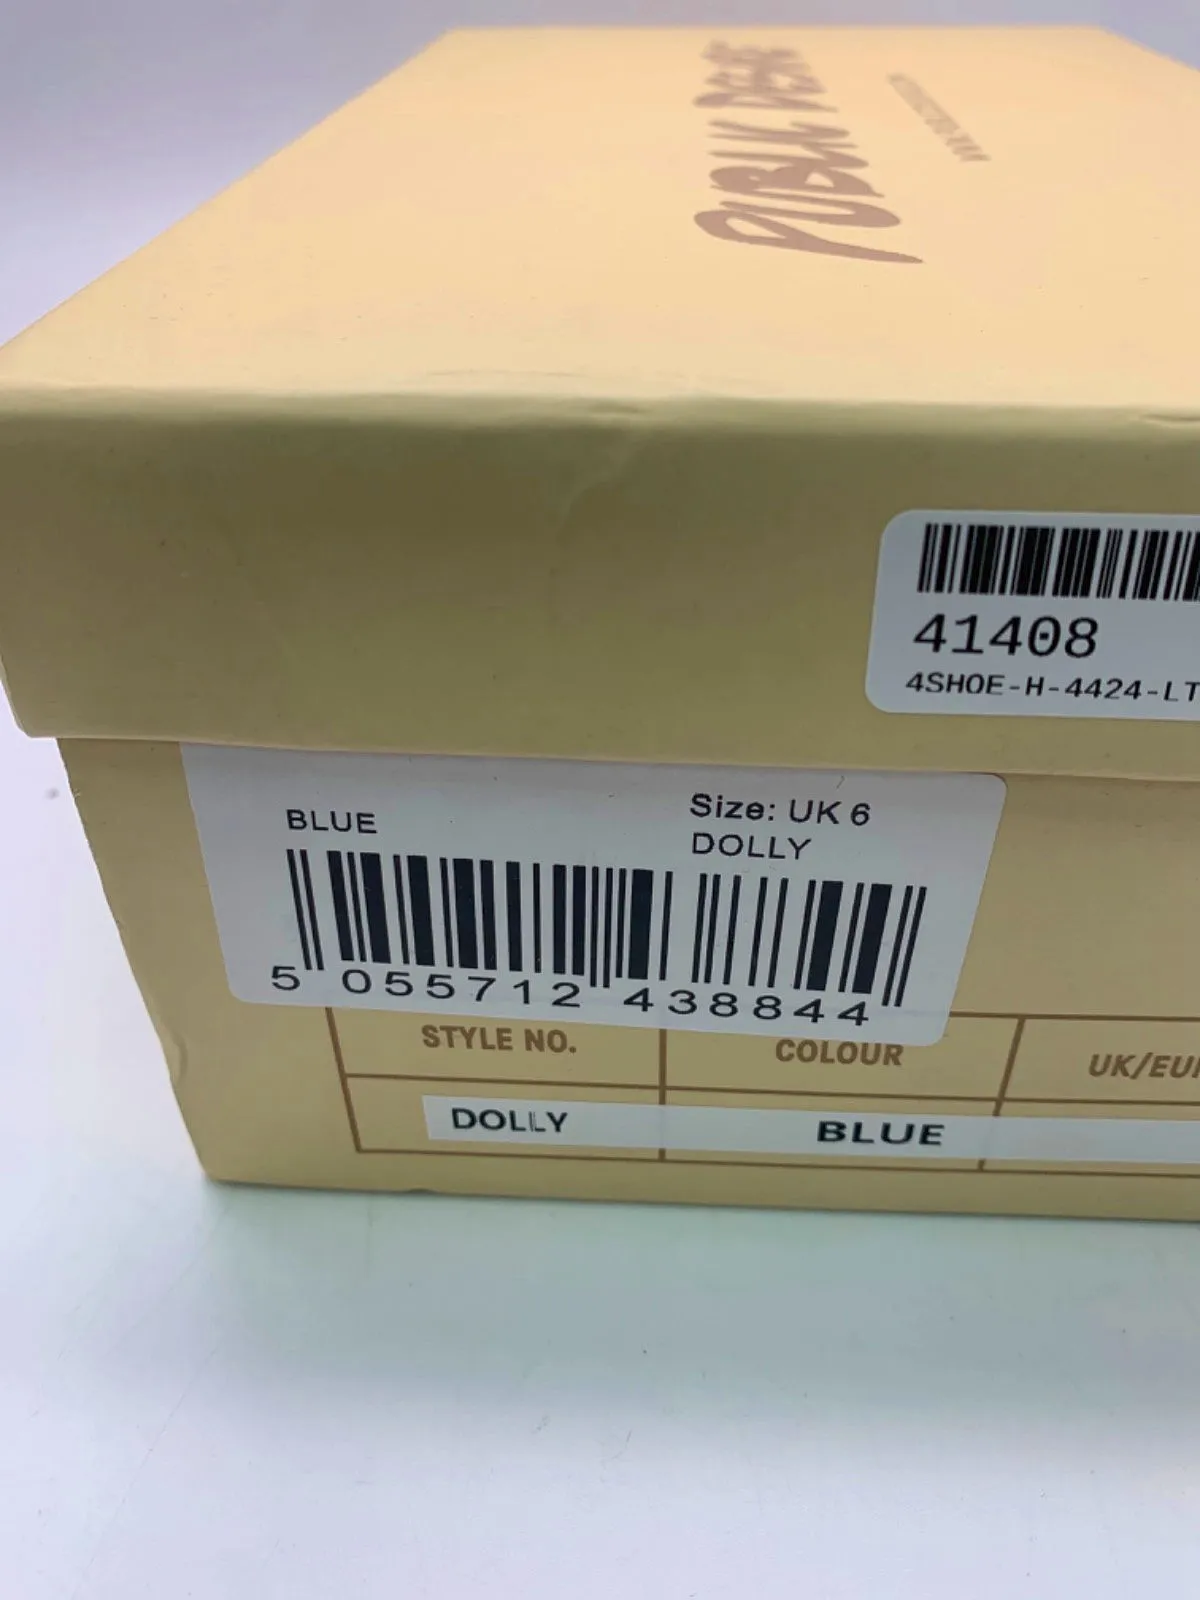 PUBLIC DESIRE
41408
4SHOE-H-4424-LT
BLUE
Size: UK 6
DOLLY
5 055712 438844
STYLE NO.
COLOUR
UK/EU
DOLLY
BLUE